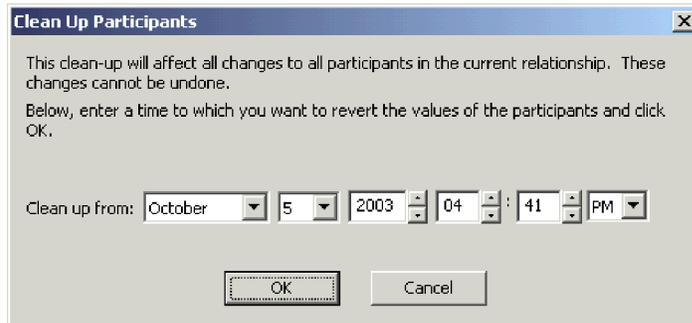 Clean Up Participants
This clean-up will affect all changes to all participants in the current relationship. These
changes cannot be undone.
Below, enter a time to which you want to revert the values of the participants and click
OK.
Clean up from: October 5 2003 04 : 41 PM
OK Cancel